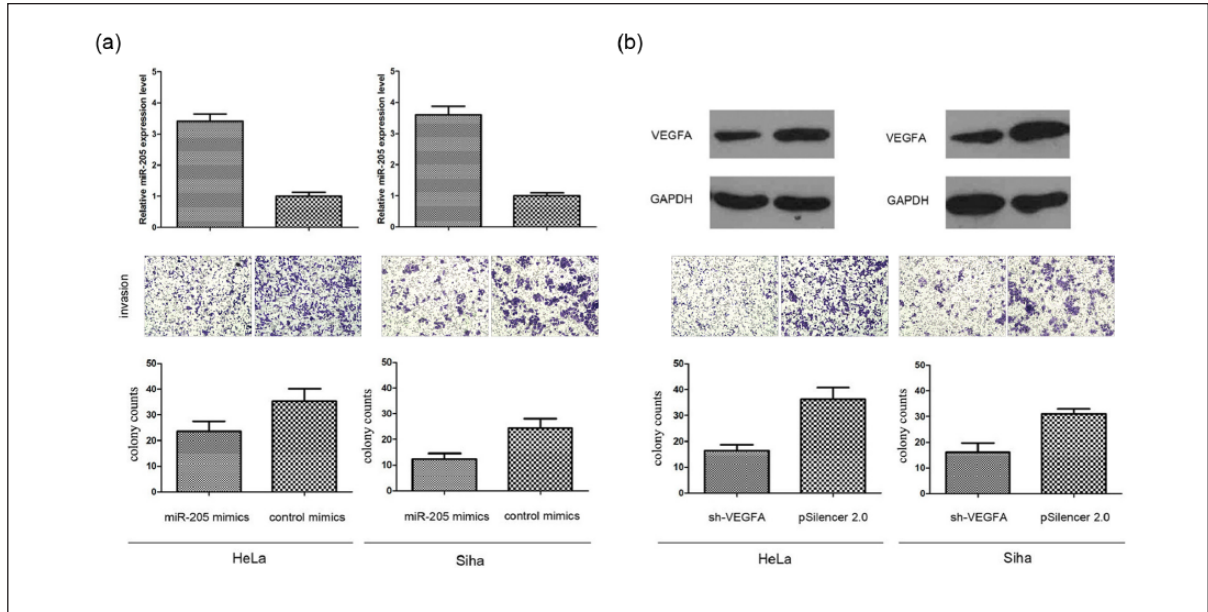 (a)
Relative miR-205 expression level
5
4
3
2
1
0
Relative miR-205 expression level
5
4
3
2
1
0
invasion
colony counts
50
40
30
20
10
0
miR-205 mimics control mimics
HeLa
colony counts
50
40
30
20
10
0
miR-205 mimics control mimics
Siha
(b)
VEGFA
GAPDH
VEGFA
GAPDH
colony counts
50
40
30
20
10
0
sh-VEGFA pSilencer 2.0
HeLa
colony counts
50
40
30
20
10
0
sh-VEGFA pSilencer 2.0
Siha